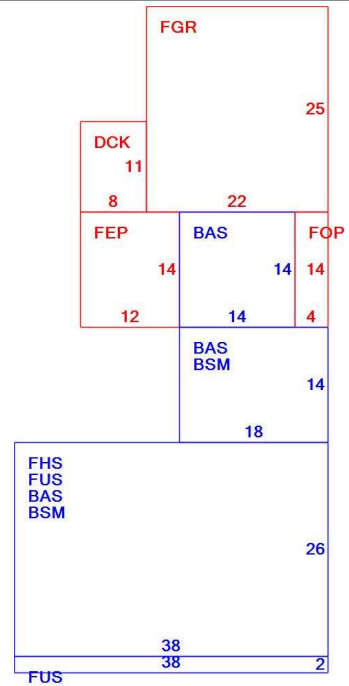 FGR
25
DCK
11
8
22
FEP
BAS
FOP
14
14
14
12
14
4
BAS
BSM
14
18
FHS
FUS
BAS
BSM
26
38
38
2
FUS